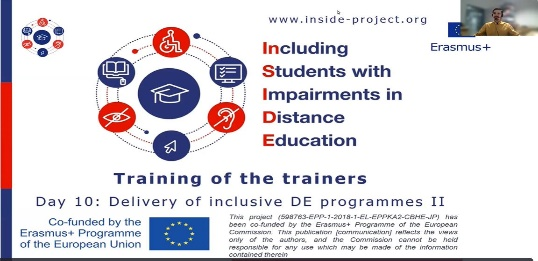 www.inside-project.org
Erasmus+
Including
Students with
Impairments in
Distance
Education
Training of the trainers
Day 10: Delivery of inclusive DE programmes II
Co-funded by the
Erasmus+ Programme
of the European Union
This project (598763-EPP-1-2018-1-EL-EPPKA2-CBHE-JP) has
been co-funded by the Erasmus+ Programme of the European
Commission. This publication [communication] reflects the views
only of the authors, and the Commission cannot be held
responsible for any use which may be made of the information
contained therein